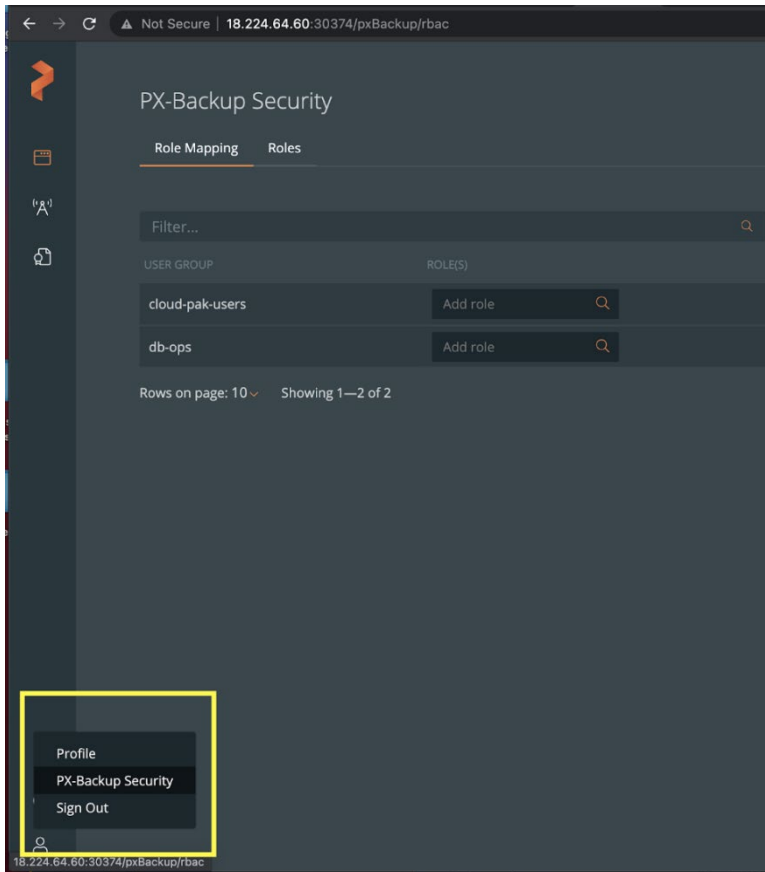 Not Secure | 18.224.64.60:30374/pxBackup/rbac
PX-Backup Security
Role Mapping Roles
Filter...
USER GROUP ROLE(S)
cloud-pak-users Add role
db-ops Add role
Rows on page: 10 Showing 1—2 of 2
Profile
PX-Backup Security
Sign Out
18.224.64.60:30374/pxBackup/rbac